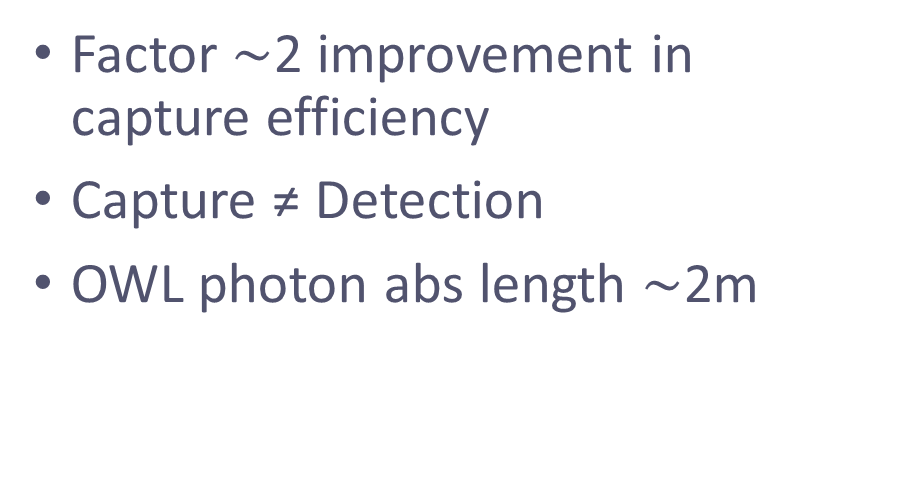 • Factor ~2 improvement in
capture efficiency
• Capture ≠ Detection
• OWL photon abs length ~2m